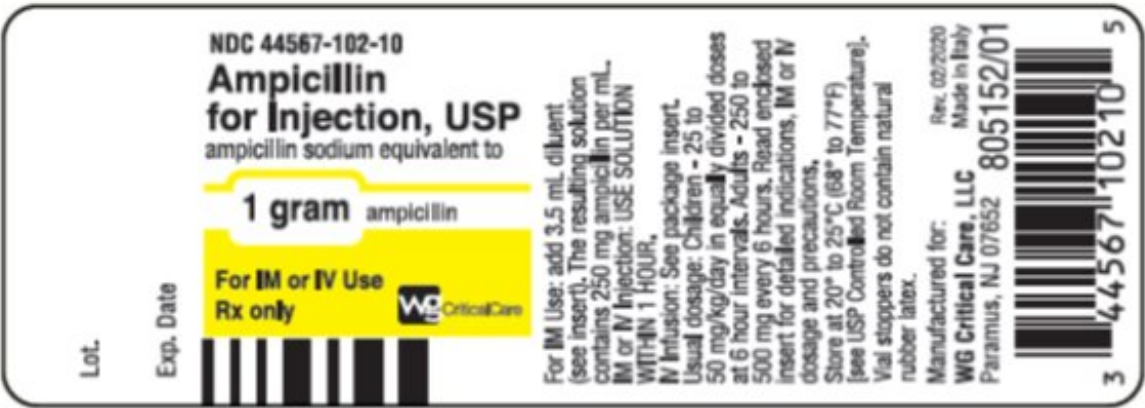 Lot.
Exp. Date
NDC 44567-102-10
Ampicillin
for Injection, USP
ampicillin sodium equivalent to
1 gram ampicillin
For IM or IV Use
Rx only
wg CriticalCare
For IM Use: add 3.5 mL diluent
(see insert). The resulting solution
contains 250 mg ampicillin per mL.
IM or IV Injection: USE SOLUTION
WITHIN 1 HOUR.
IV Infusion: See package insert.
Usual dosage: Children - 25 to
50 mg/kg/day in equally divided doses
at 6 hour intervals. Adults - 250 to
500 mg every 6 hours. Read enclosed
insert for detailed indications, IM or IV
dosage and precautions.
Store at 20° to 25°C (68° to 77°F)
[see USP Controlled Room Temperature].
Vial stoppers do not contain natural
rubber latex.
Manufactured for: Rev. 02/2020
WG Critical Care, LLC Made in Italy
Paramus, NJ 07652 805152/01
3 44567 10210 5